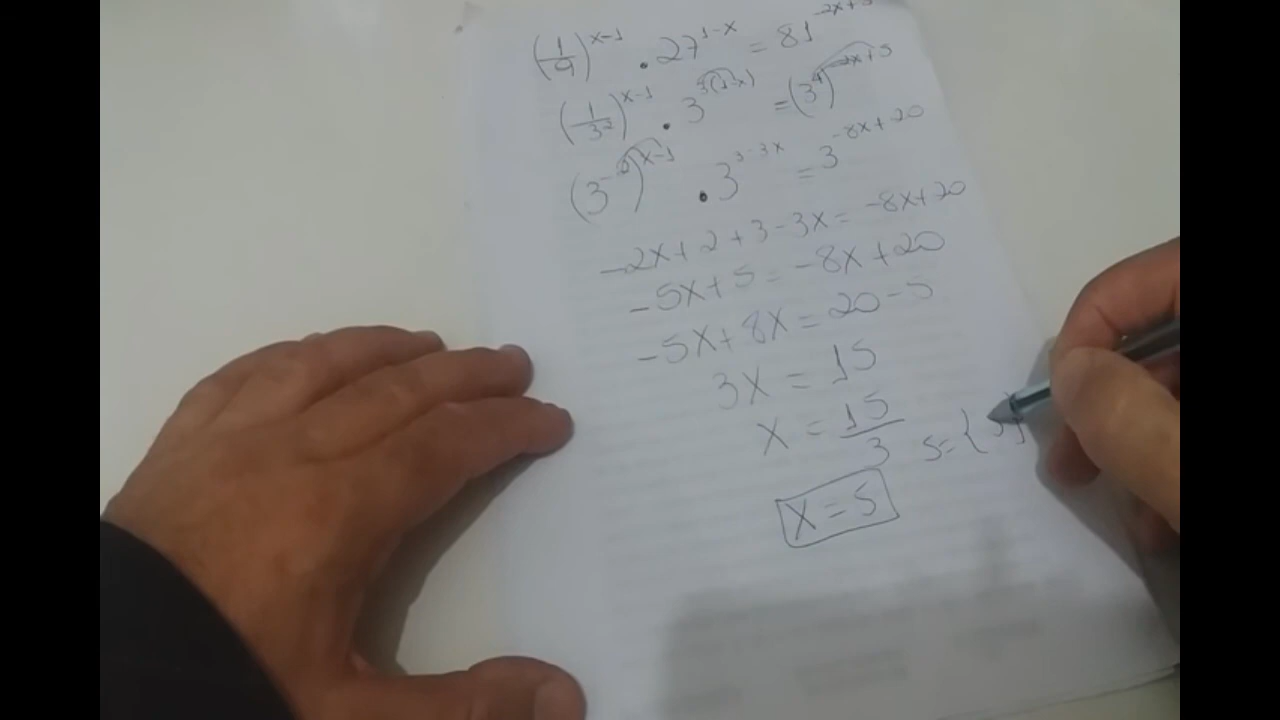 (1/9)^x-1 . 27^1-x = 81^-2x+5
(1/3²)^x-1 . 3^3(1-x) = (3⁴)^-2x+5
(3^-2)^x-1 . 3^3-3x = 3^-8x+20
-2x+2+3-3x = -8x+20
-5x+5 = -8x+20
-5x+8x = 20-5
3x = 15
x = 15/3
S={5}
x = 5